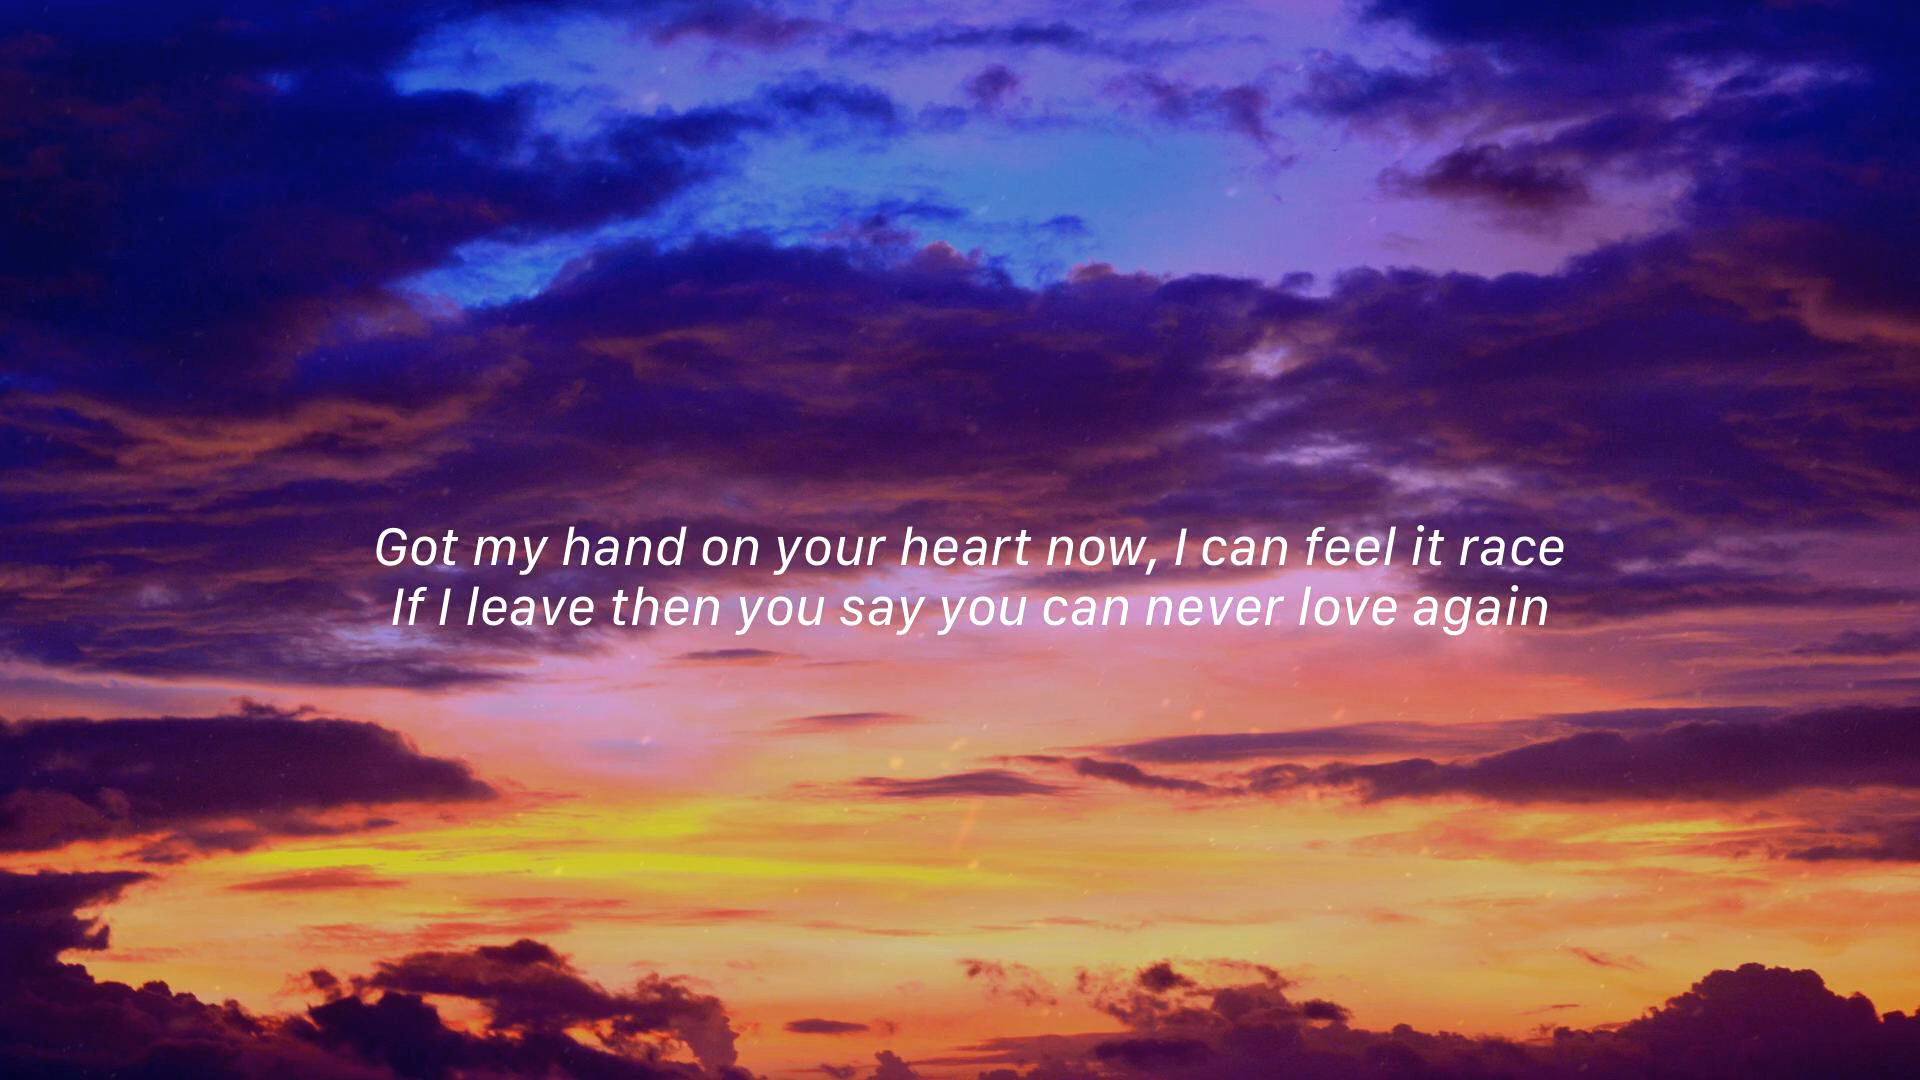 Got my hand on your heart now, I can feel it race
If I leave then you say you can never love again